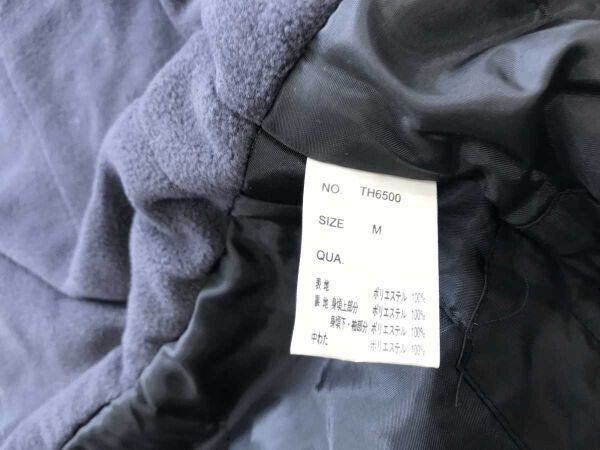 NO. TH6500
SIZE M
QUA.
表地 ポリエステル 100%
裏地 身頃上部分 ポリエステル 100%
身頃下・袖部分 ポリエステル 100%
中わた ポリエステル 100%